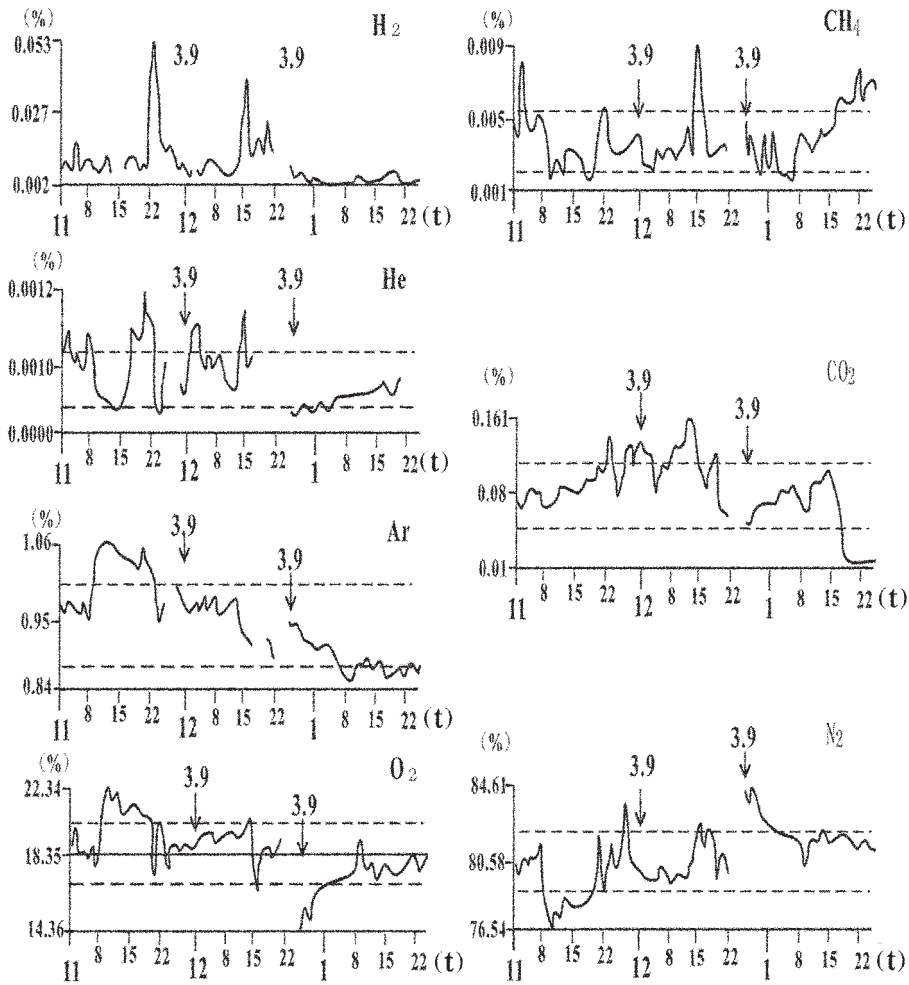 (%) H₂
0.053 3.9 3.9
0.027
0.002
11 8 15 22 12 8 15 22 1 8 15 22 (t)
(%) CH₄
0.009 3.9 3.9
0.005
0.001
11 8 15 22 12 8 15 22 1 8 15 22 (t)
(%) He
0.0012 3.9 3.9
0.0010
0.0000
11 8 15 22 12 8 15 22 1 8 15 22 (t)
(%) CO₂
0.161 3.9 3.9
0.08
0.01
11 8 15 22 12 8 15 22 1 8 15 22 (t)
(%) Ar
1.06 3.9 3.9
0.95
0.84
11 8 15 22 12 8 15 22 1 8 15 22 (t)
(%) O₂
22.34 3.9 3.9
18.35
14.36
11 8 15 22 12 8 15 22 1 8 15 22 (t)
(%) N₂
84.61 3.9 3.9
80.58
76.54
11 8 15 22 12 8 15 22 1 8 15 22 (t)